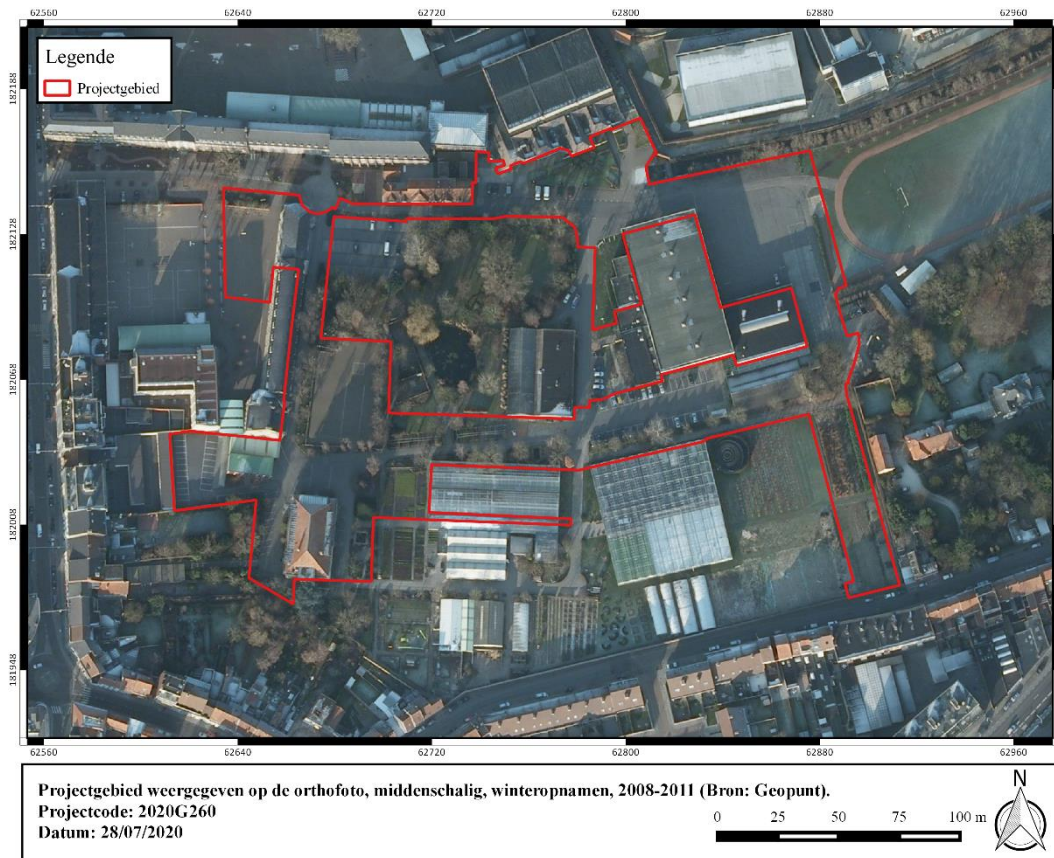 62560 62640 62720 62800 62880 62960
Legende
Projectgebied
182188
182128
182068
182008
181948
62560 62640 62720 62800 62880 62960
Projectgebied weergegeven op de orthofoto, middenschalig, winteropnamen, 2008-2011 (Bron: Geopunt).
Projectcode: 2020G260
Datum: 28/07/2020
0 25 50 75 100 m
N